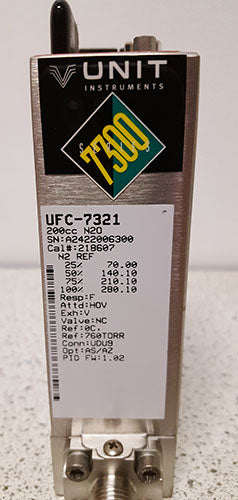 UNIT
INSTRUMENTS
SERIES
7300
UFC-7321
200cc N2O
SN:A2422006300
Cal#:218607
N2 REF
25% 70.00
50% 140.10
75% 210.10
100% 280.10
Resp:F
Attd:HOV
Exh:V
Valve:NC
Ref:0C,
Ref:760TORR
Conn:UDU9
Opt:AS/AZ
PID FW:1.02